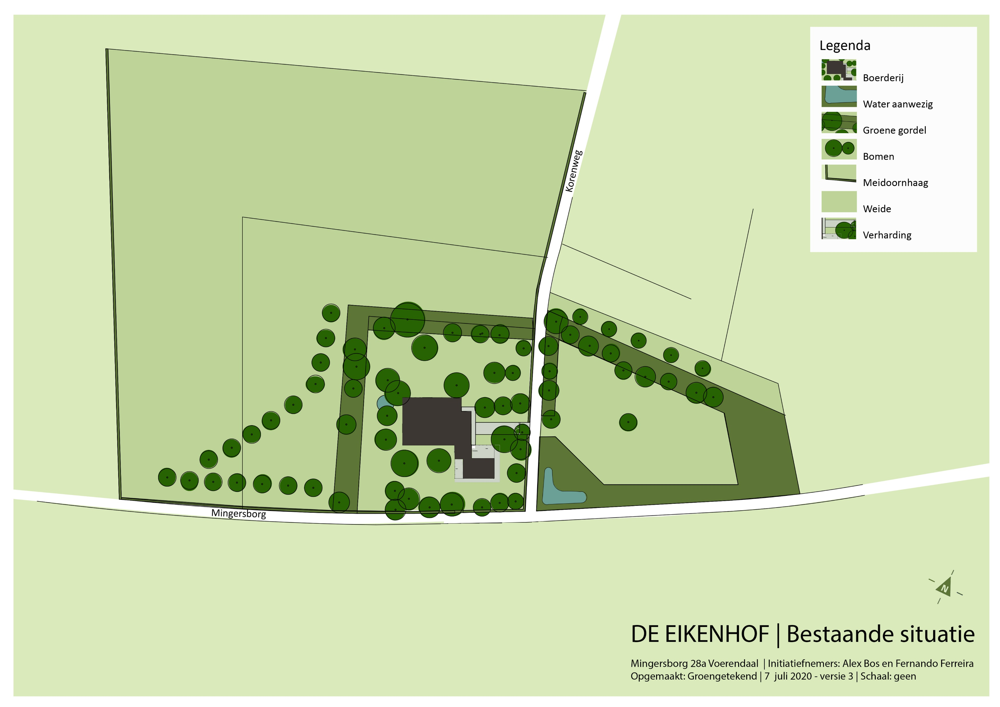 Legenda
Boerderij
Water aanwezig
Groene gordel
Bomen
Meidoornhaag
Weide
Verharding
Korenweg
Mingersborg
N
DE EIKENHOF | Bestaande situatie
Mingersborg 28a Voerendaal | Initiatiefnemers: Alex Bos en Fernando Ferreira
Opgemaakt: Groengetekend | 7 juli 2020 - versie 3 | Schaal: geen